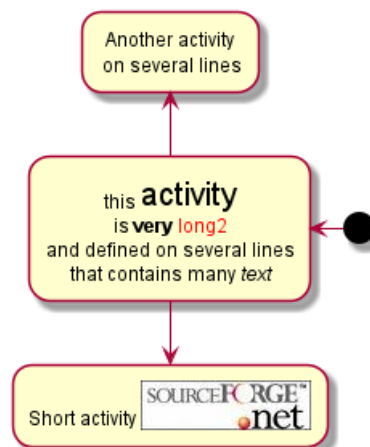 Another activity
on several lines
this activity
is very long2
and defined on several lines
that contains many text
Short activity SOURCEFORGE™
.net